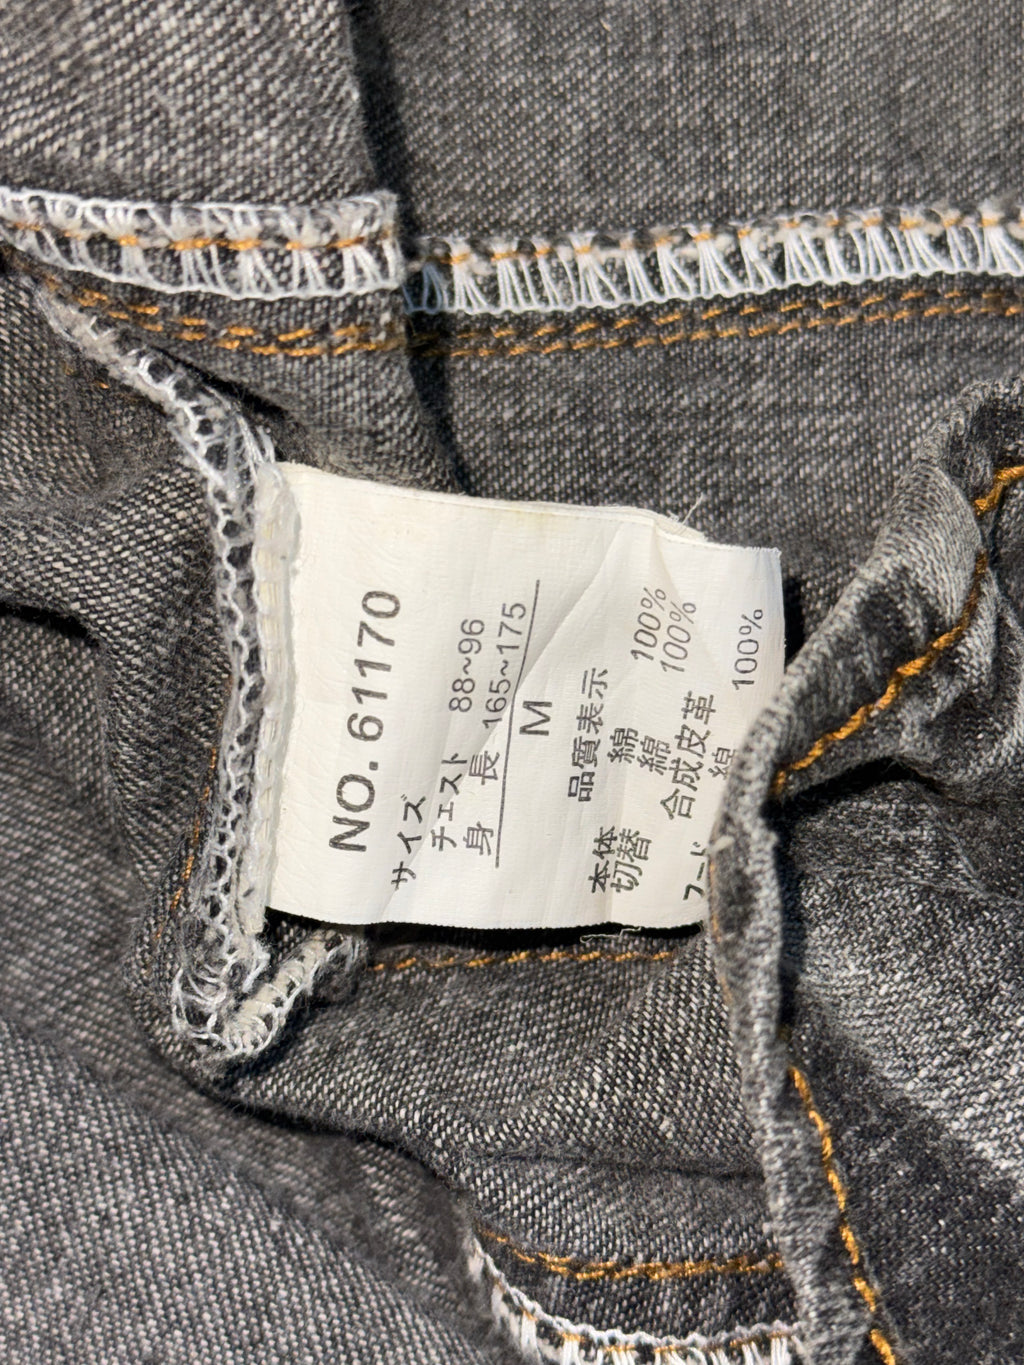 NO. 61170
サイズ
チェスト 88~96
身 長 165~175
M
品質表示
本体 綿 100%
切替 綿 100%
合成皮革
フード 綿 100%